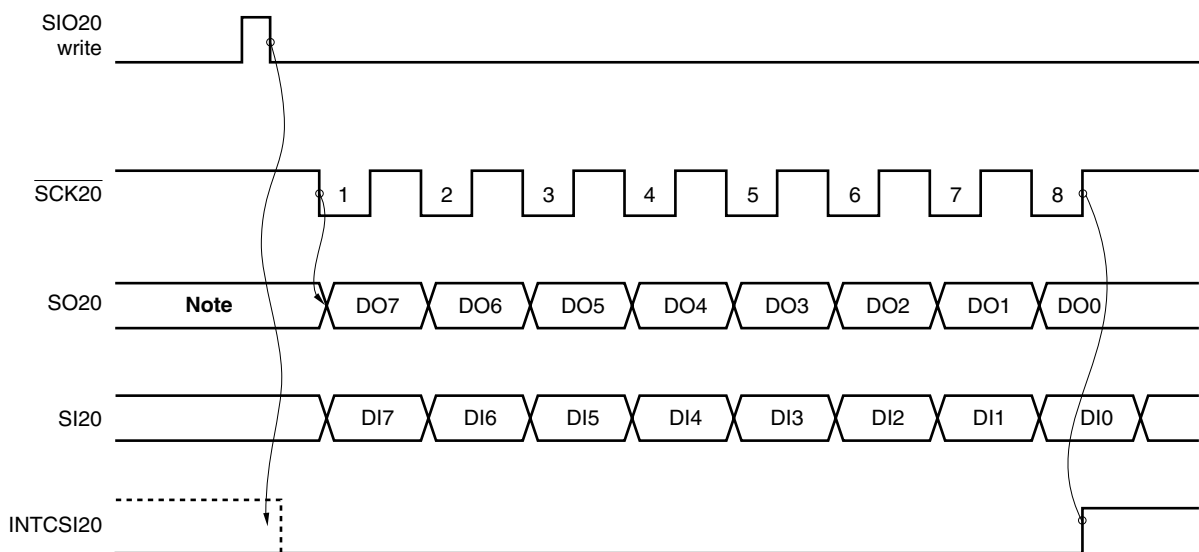 SIO20
write
SCK20
1 2 3 4 5 6 7 8
SO20
Note DO7 DO6 DO5 DO4 DO3 DO2 DO1 DO0
SI20
DI7 DI6 DI5 DI4 DI3 DI2 DI1 DI0
INTCSI20